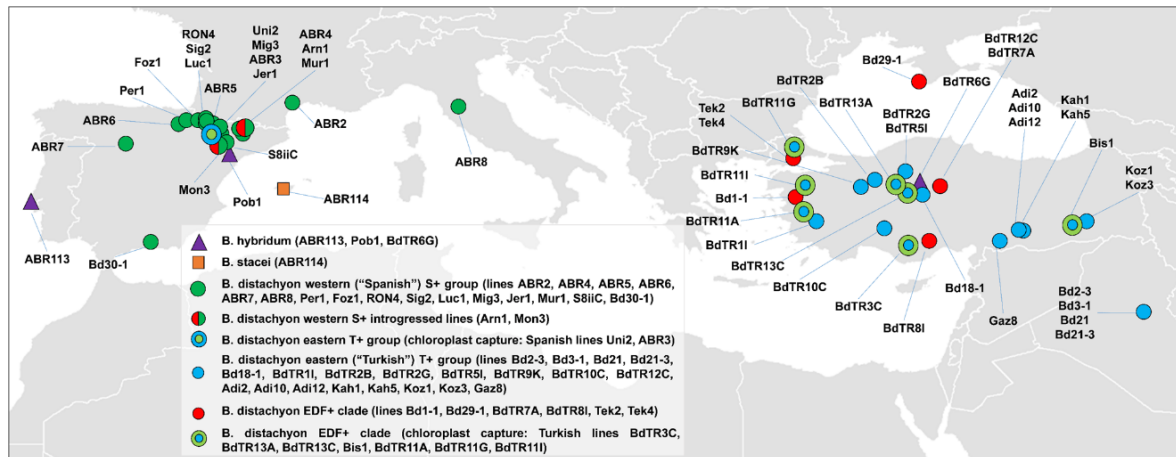 RON4
Sig2
Luc1
Uni2
Mig3
ABR3
Jer1
ABR4
Arn1
Mur1
Foz1
Per1
ABR5
ABR6
ABR7
ABR2
S8iiC
ABR8
Mon3
Pob1
ABR114
ABR113
Bd30-1
Bd29-1
BdTR12C
BdTR7A
BdTR2B
BdTR11G
BdTR13A
BdTR6G
Tek2
Tek4
BdTR2G
BdTR5I
Adi2
Adi10
Adi12
Kah1
Kah5
BdTR9K
Bis1
BdTR11I
Koz1
Koz3
Bd1-1
BdTR11A
BdTR1I
BdTR13C
BdTR10C
BdTR3C
BdTR8I
Bd18-1
Gaz8
Bd2-3
Bd3-1
Bd21
Bd21-3
B. hybridum (ABR113, Pob1, BdTR6G)
B. stacei (ABR114)
B. distachyon western (“Spanish”) S+ group (lines ABR2, ABR4, ABR5, ABR6,
ABR7, ABR8, Per1, Foz1, RON4, Sig2, Luc1, Mig3, Jer1, Mur1, S8iiC, Bd30-1)
B. distachyon western S+ introgressed lines (Arn1, Mon3)
B. distachyon eastern T+ group (chloroplast capture: Spanish lines Uni2, ABR3)
B. distachyon eastern (“Turkish”) T+ group (lines Bd2-3, Bd3-1, Bd21, Bd21-3,
Bd18-1, BdTR1I, BdTR2B, BdTR2G, BdTR5I, BdTR9K, BdTR10C, BdTR12C,
Adi2, Adi10, Adi12, Kah1, Kah5, Koz1, Koz3, Gaz8)
B. distachyon EDF+ clade (lines Bd1-1, Bd29-1, BdTR7A, BdTR8I, Tek2, Tek4)
B. distachyon EDF+ clade (chloroplast capture: Turkish lines BdTR3C,
BdTR13A, BdTR13C, Bis1, BdTR11A, BdTR11G, BdTR11I)